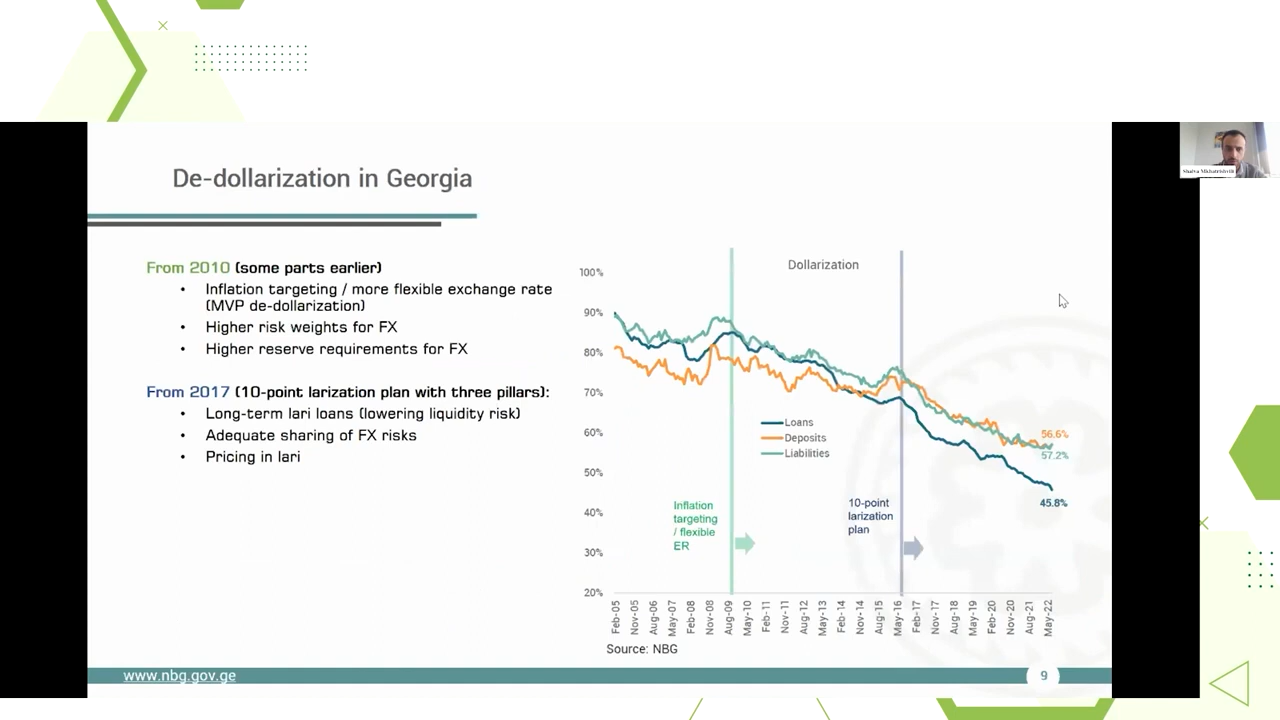 De-dollarization in Georgia
From 2010 (some parts earlier)
• Inflation targeting / more flexible exchange rate
(MVP de-dollarization)
• Higher risk weights for FX
• Higher reserve requirements for FX
From 2017 (10-point larization plan with three pillars):
• Long-term lari loans (lowering liquidity risk)
• Adequate sharing of FX risks
• Pricing in lari
Dollarization
100%
90%
80%
70%
60%
50%
40%
30%
20%
Loans
Deposits
Liabilities
56.6%
57.2%
45.8%
Inflation
targeting
/ flexible
ER
10-point
larization
plan
Feb-05
Nov-05
Aug-06
May-07
Feb-08
Nov-08
Aug-09
May-10
Feb-11
Nov-11
Aug-12
May-13
Feb-14
Nov-14
Aug-15
May-16
Feb-17
Nov-17
Aug-18
May-19
Feb-20
Nov-20
Aug-21
May-22
Source: NBG
www.nbg.gov.ge
9
Shalva Mkhatrishvili